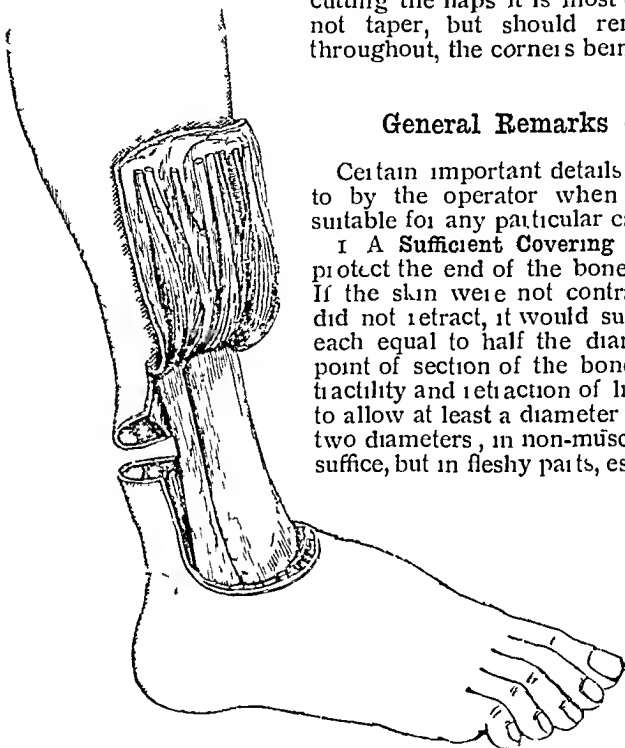 cutting the flaps it is most
not taper, but should ren
throughout, the corners bein
General Remarks
Certain important details
to by the operator when
suitable for any particular ca
1 A Sufficient Covering
protect the end of the bone
If the skin were not contra
did not retract, it would su
each equal to half the diam
point of section of the bone
tractility and retraction of
to allow at least a diameter
two diameters, in non-musc
suffice, but in fleshy parts, es